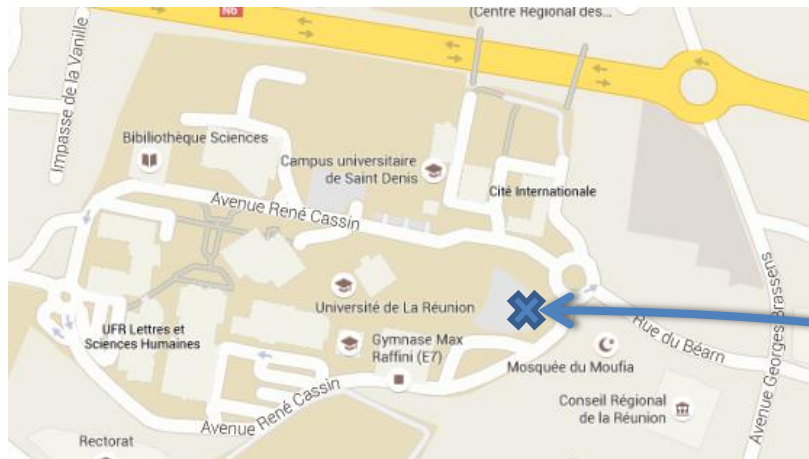 N6
(Centre Régional des...
Impasse de la Vanille
Bibiliothèque Sciences
Campus universitaire
de Saint Denis
Cité Internationale
Avenue René Cassin
Université de La Réunion
UFR Lettres et
Sciences Humaines
Gymnase Max
Raffini (E7)
Rue du Béarn
Mosquée du Moufia
Avenue Georges Brassens
Conseil Régional
de la Réunion
Avenue René Cassin
Rectorat